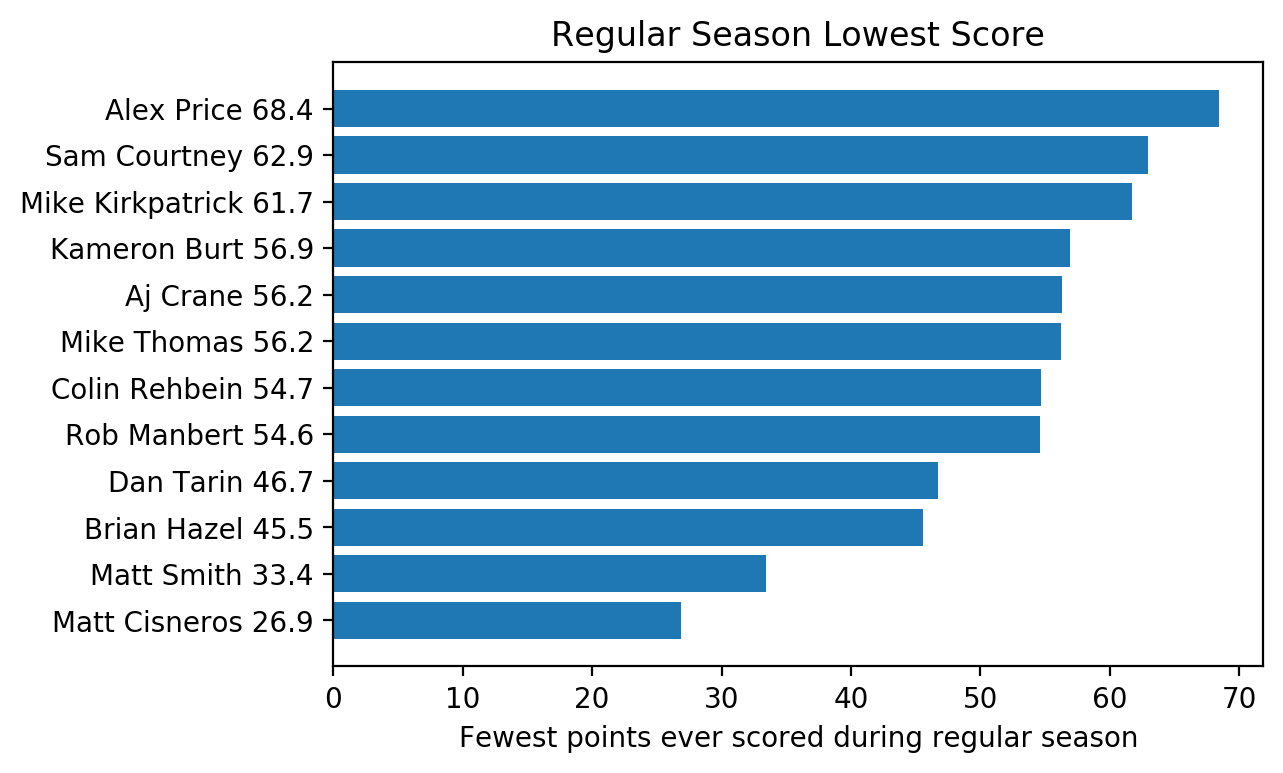 Regular Season Lowest Score
Alex Price 68.4
Sam Courtney 62.9
Mike Kirkpatrick 61.7
Kameron Burt 56.9
Aj Crane 56.2
Mike Thomas 56.2
Colin Rehbein 54.7
Rob Manbert 54.6
Dan Tarin 46.7
Brian Hazel 45.5
Matt Smith 33.4
Matt Cisneros 26.9
0 10 20 30 40 50 60 70
Fewest points ever scored during regular season